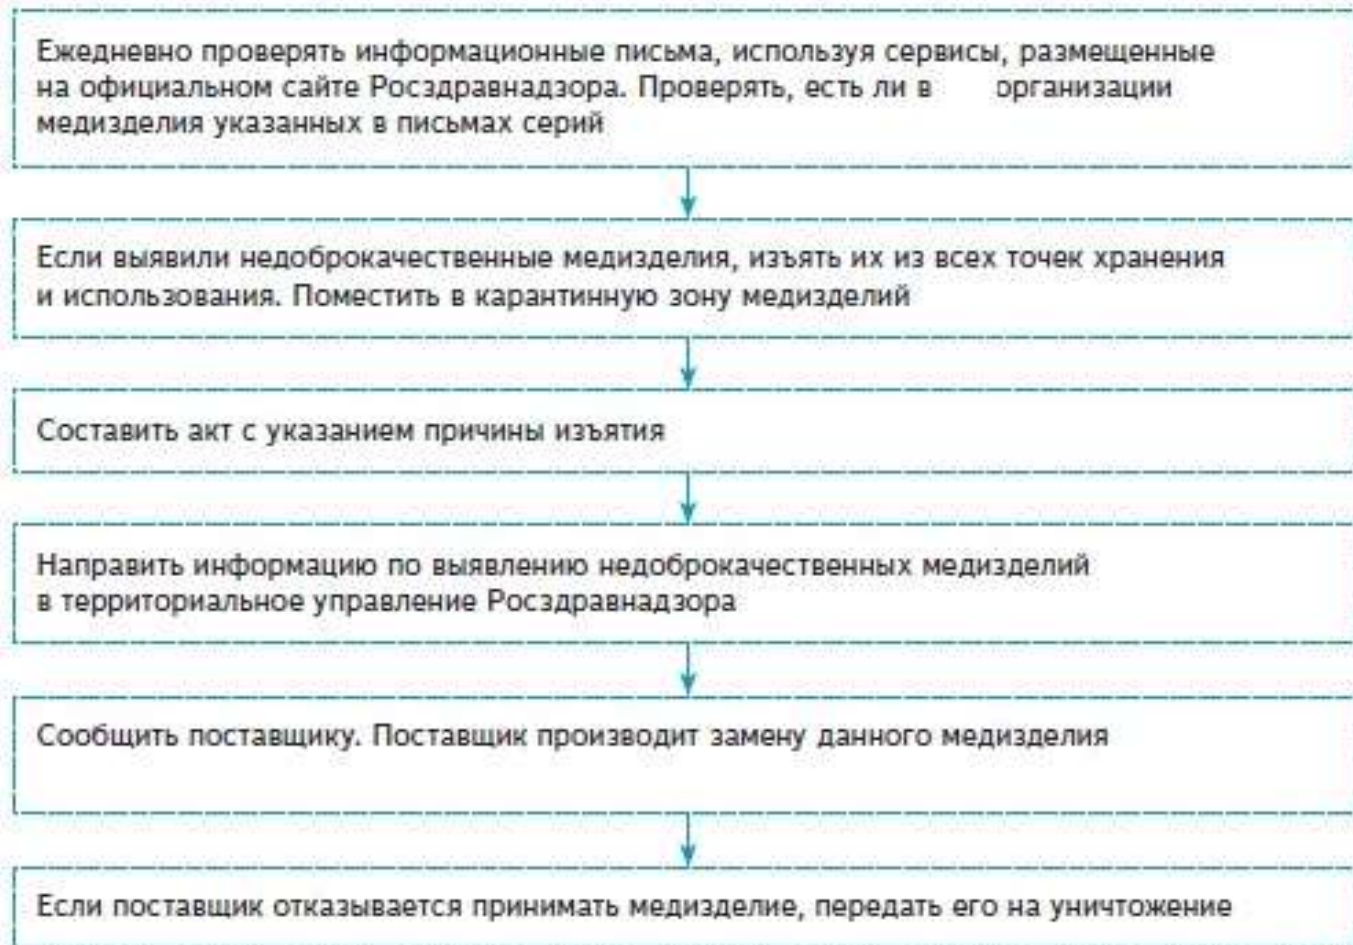 Ежедневно проверять информационные письма, используя сервисы, размещенные
на официальном сайте Росздравнадзора. Проверять, есть ли в организации
медизделия указанных в письмах серий
Если выявили недоброкачественные медизделия, изъять их из всех точек хранения
и использования. Поместить в карантинную зону медизделий
Составить акт с указанием причины изъятия
Направить информацию по выявлению недоброкачественных медизделий
в территориальное управление Росздравнадзора
Сообщить поставщику. Поставщик производит замену данного медизделия
Если поставщик отказывается принимать медизделие, передать его на уничтожение